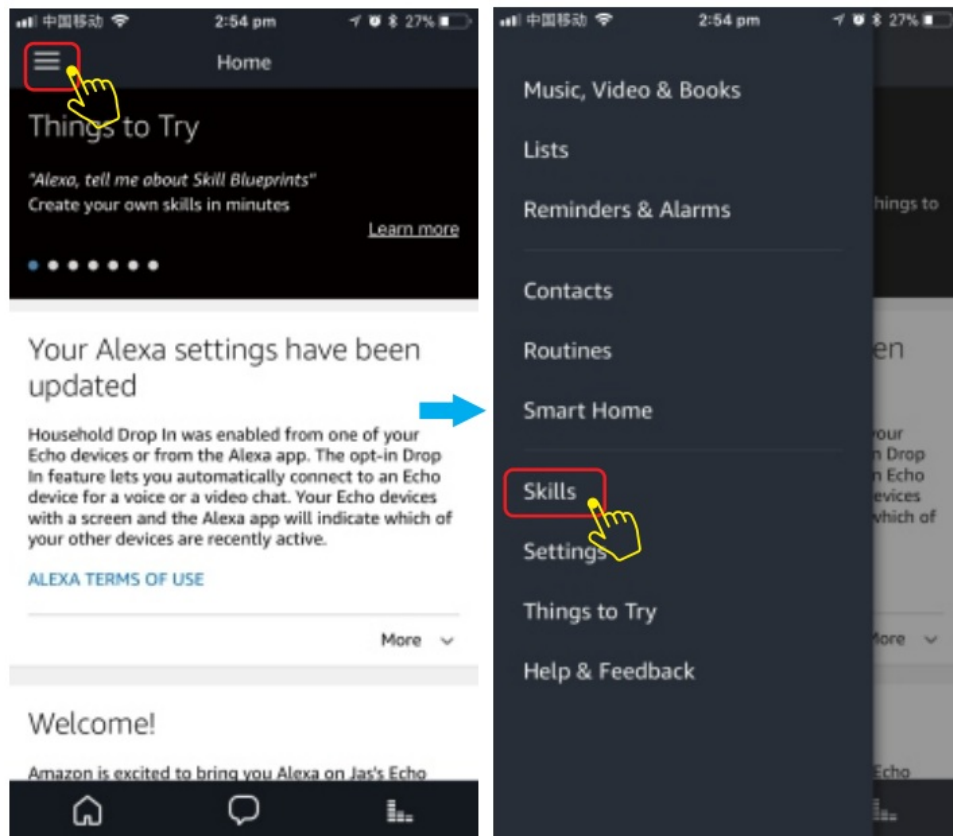 中国移动 2:54 pm 27%
Home
Things to Try
"Alexa, tell me about Skill Blueprints"
Create your own skills in minutes
Learn more
Your Alexa settings have been
updated
Household Drop In was enabled from one of your
Echo devices or from the Alexa app. The opt-in Drop
In feature lets you automatically connect to an Echo
device for a voice or a video chat. Your Echo devices
with a screen and the Alexa app will indicate which of
your other devices are recently active.
ALEXA TERMS OF USE
More
Welcome!
Amazon is excited to bring you Alexa on Jas's Echo
中国移动 2:54 pm 27%
Music, Video & Books
Lists
Reminders & Alarms
Contacts
Routines
Smart Home
Skills
Settings
Things to Try
Help & Feedback
hings to
en
your
n Drop
n Echo
evices
which of
More
Echo